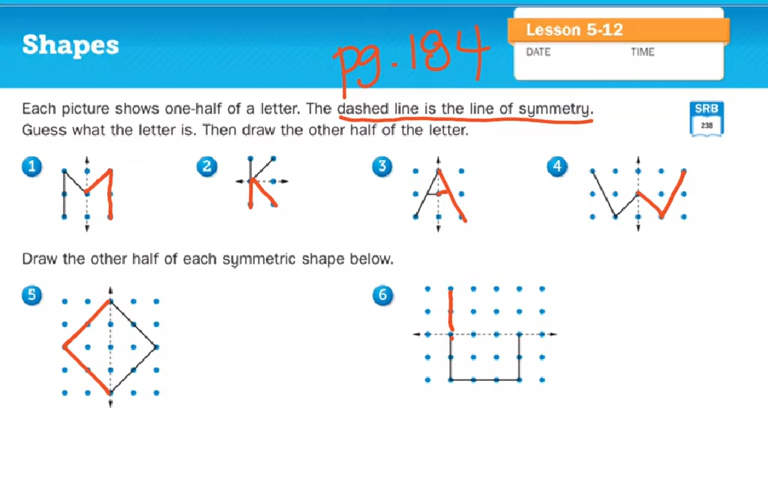 Shapes
pg. 184
Lesson 5-12
DATE TIME
Each picture shows one-half of a letter. The dashed line is the line of symmetry.
Guess what the letter is. Then draw the other half of the letter.
SRB
238
1 M
2 K
3 A
4 W
Draw the other half of each symmetric shape below.
5
6